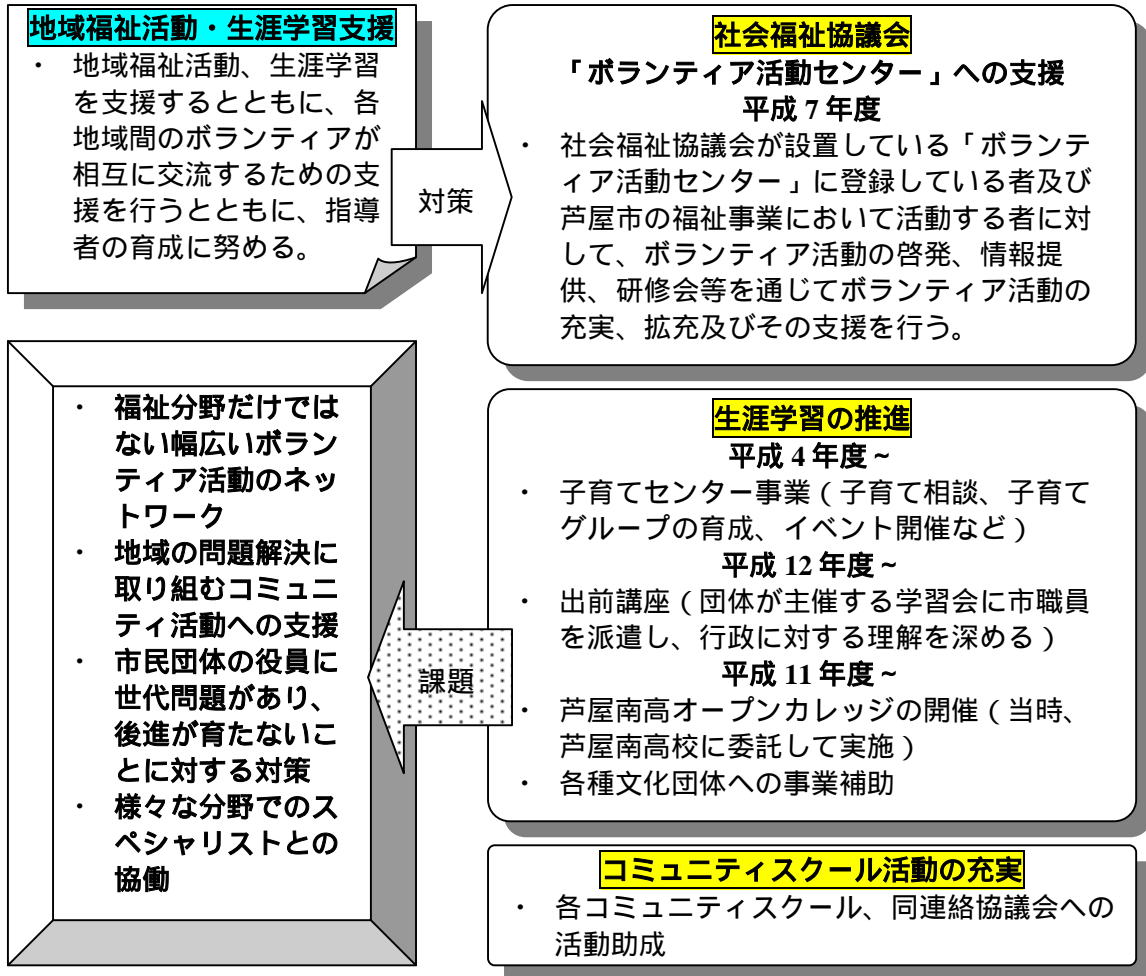 地域福祉活動・生涯学習支援
・ 地域福祉活動、生涯学習
を支援するとともに、各
地域間のボランティアが
相互に交流するための支
援を行うとともに、指導
者の育成に努める。
対策
社会福祉協議会
「ボランティア活動センター」への支援
平成 7 年度
・ 社会福祉協議会が設置している「ボランテ
ィア活動センター」に登録している者及び
芦屋市の福祉事業において活動する者に対
して、ボランティア活動の啓発、情報提
供、研修会等を通じてボランティア活動の
充実、拡充及びその支援を行う。
生涯学習の推進
平成 4 年度～
・ 子育てセンター事業（子育て相談、子育て
グループの育成、イベント開催など）
平成 12 年度～
・ 出前講座（団体が主催する学習会に市職員
を派遣し、行政に対する理解を深める）
平成 11 年度～
・ 芦屋南高オープンカレッジの開催（当時、
芦屋南高校に委託して実施）
・ 各種文化団体への事業補助
コミュニティスクール活動の充実
・ 各コミュニティスクール、同連絡協議会への
活動助成
課題
・ 福祉分野だけでは
ない幅広いボラン
ティア活動のネッ
トワーク
・ 地域の問題解決に
取り組むコミュニ
ティ活動への支援
・ 市民団体の役員に
世代問題があり、
後進が育たないこ
とに対する対策
・ 様々な分野でのス
ペシャリストとの
協働